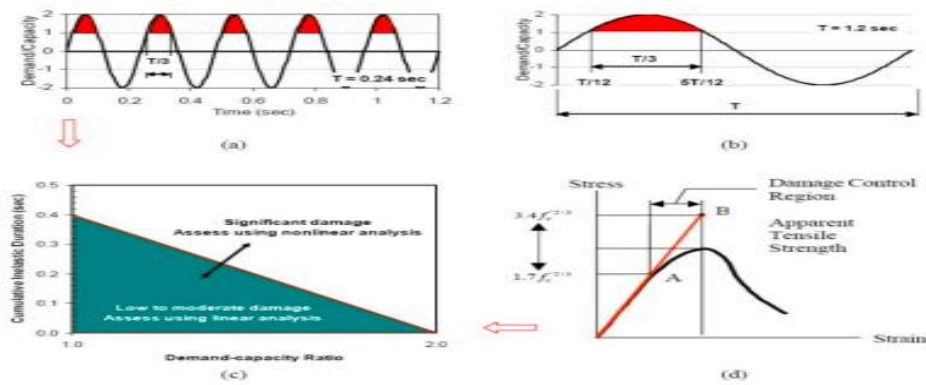 Demand/Capacity
2
1
0
-1
-2
T/3
T = 0.24 sec
0 0.2 0.4 0.6 0.8 1 1.2
Time (sec)
(a)
Demand/Capacity
2
1
0
-1
-2
T = 1.2 sec
T/3
T/12
5T/12
T
(b)
Cumulative Inelastic Duration (sec)
0.5
0.4
0.3
0.2
0.1
0.0
Significant damage
Assess using nonlinear analysis
Low to moderate damage
Assess using linear analysis
1.0 2.0
Demand-capacity Ratio
(c)
Stress
Damage Control
Region
B
Apparent
Tensile
Strength
A
Strain
(d)